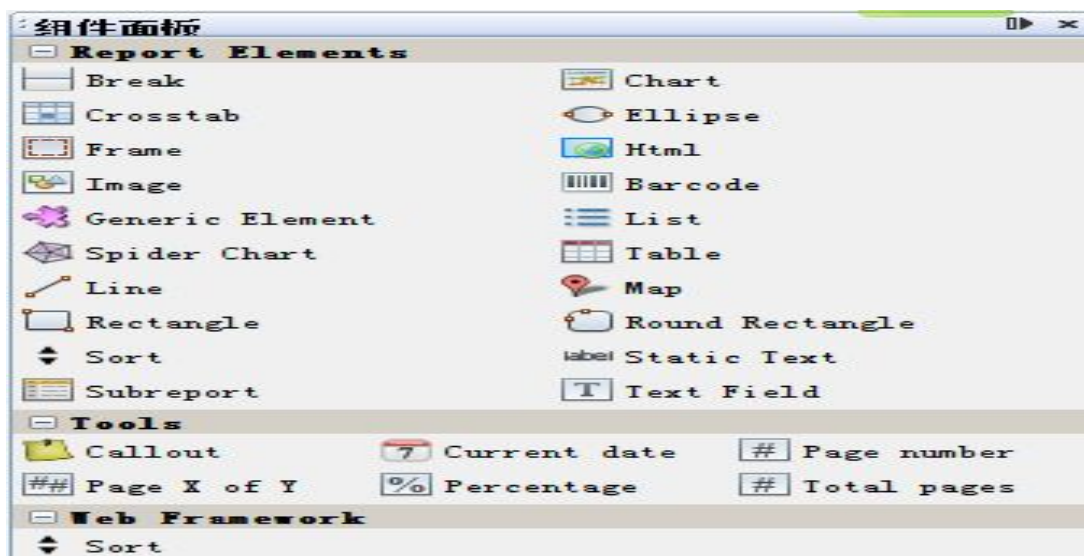 组件面板
Report Elements
Break Chart
Crosstab Ellipse
Frame Html
Image Barcode
Generic Element List
Spider Chart Table
Line Map
Rectangle Round Rectangle
Sort label Static Text
Subreport T Text Field
Tools
Callout 7 Current date # Page number
## Page X of Y % Percentage # Total pages
Web Framework
Sort